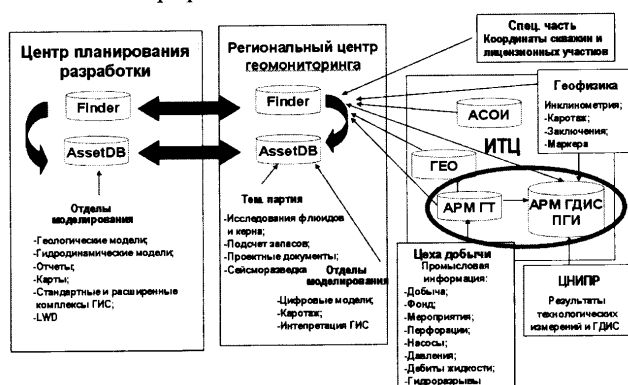 Центр планирования
разработки
Finder
AssetDB
Отделы
моделирования
-Геологические модели;
-Гидродинамические модели;
-Отчеты;
-Карты;
-Стандартные и расширенные
комплексы ГИС;
-LWD
Региональный центр
геомониторинга
Finder
AssetDB
Тем. партия
-Исследования флюидов
и керна;
-Подсчет запасов;
-Проектные документы;
-Сейсморазведка
Отделы
моделирования
-Цифровые модели;
-Каротаж;
-Интепретация ГИС
Спец. часть
Координаты скважин и
лицензионных участков
Геофизика
Инклинометрия;
-Каротаж;
-Заключения;
-Маркера
АСОИ
ИТЦ
ГЕО
АРМ ГТ
АРМ ГДИС
ПГИ
Цеха добычи
Промысловая
информация:
-Добыча;
-Фонд;
-Мероприятия;
-Перфорации;
-Насосы;
-Давления;
-Дебиты жидкости;
-Гидроразрывы
ЦНИПР
Результаты
технологических
измерений и ГДИС